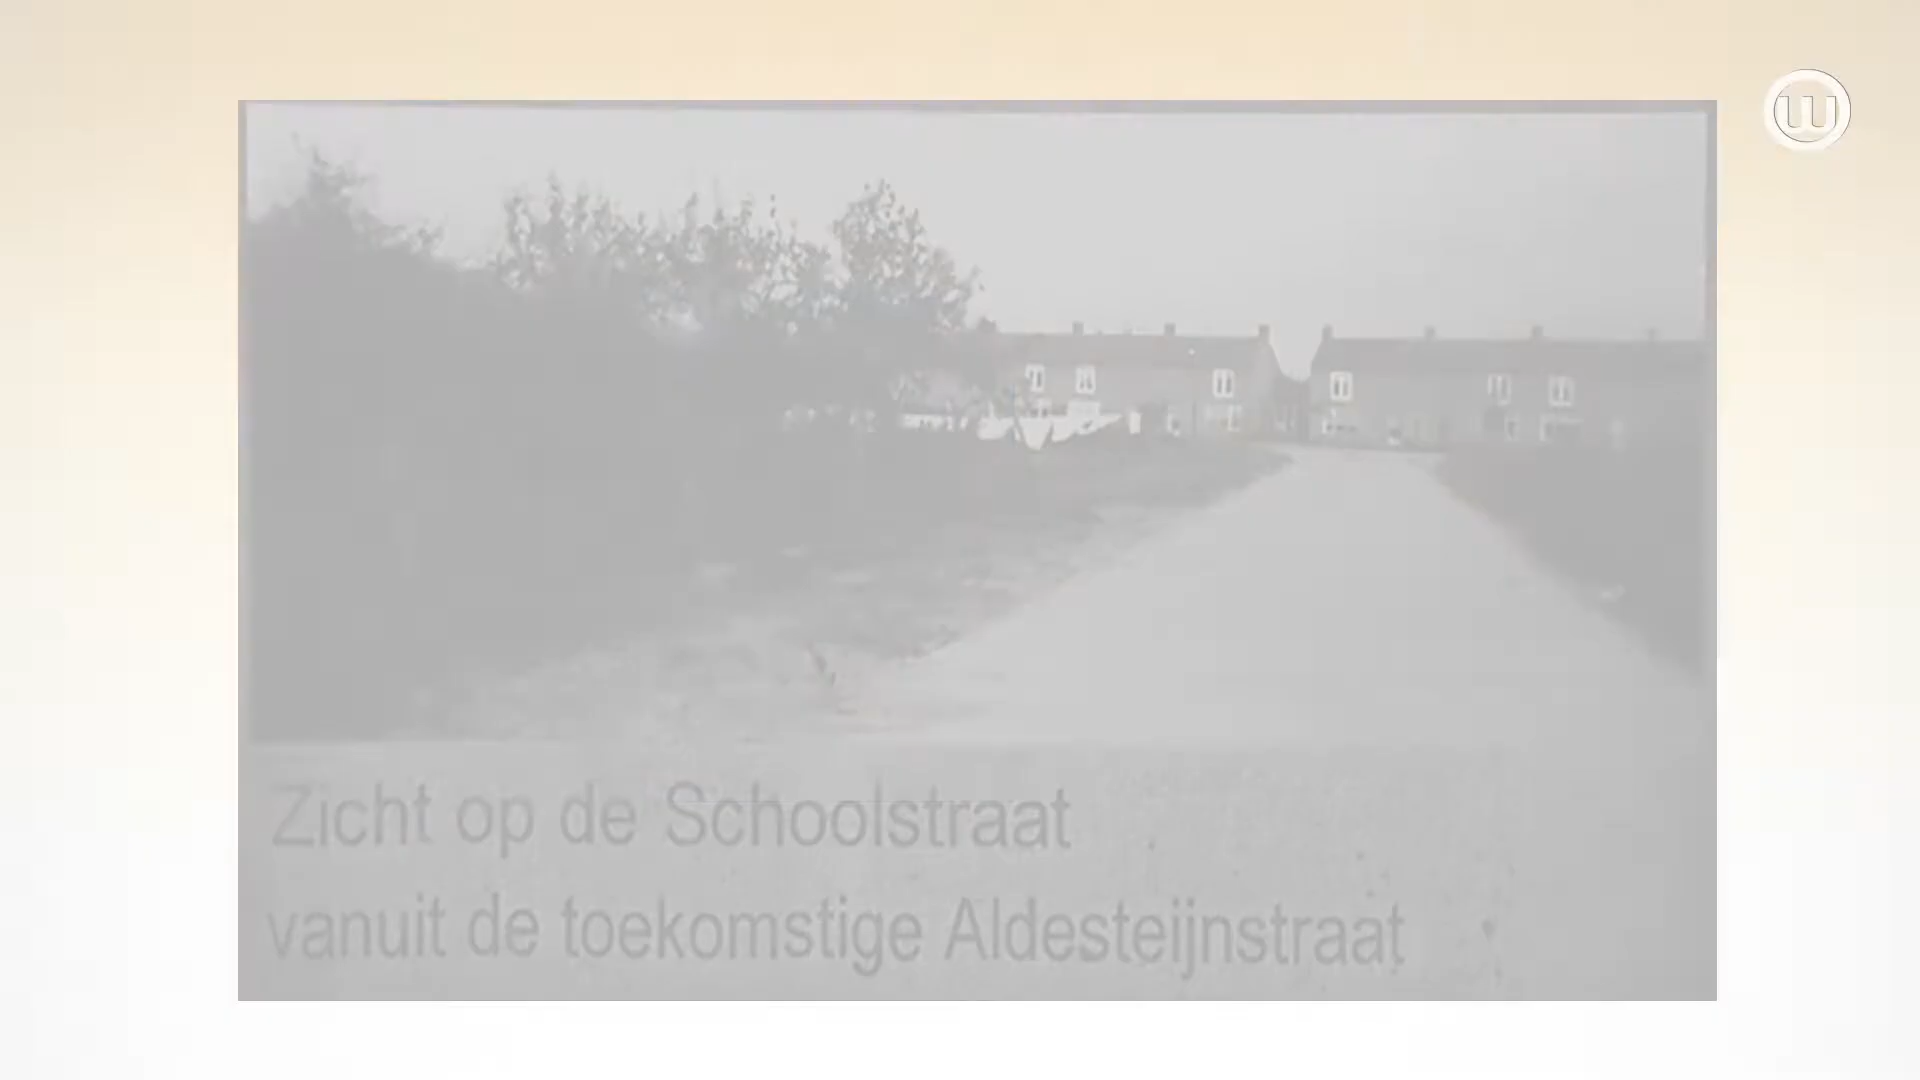 W
Zicht op de Schoolstraat
vanuit de toekomstige Aldesteijnstraat